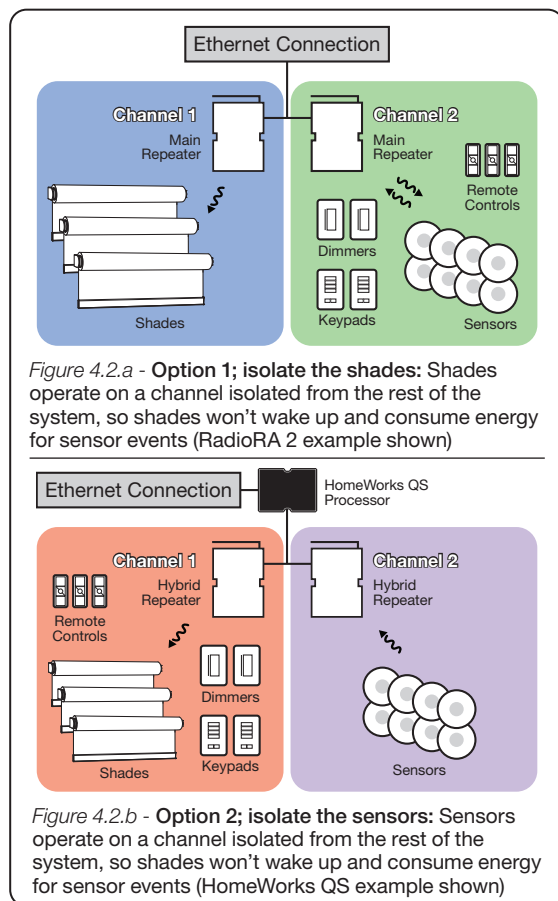 Ethernet Connection
Channel 1
Main
Repeater
Shades
Channel 2
Main
Repeater
Remote
Controls
Dimmers
Keypads
Sensors
Figure 4.2.a - Option 1; isolate the shades: Shades
operate on a channel isolated from the rest of the
system, so shades won’t wake up and consume energy
for sensor events (RadioRA 2 example shown)
Ethernet Connection
HomeWorks QS
Processor
Channel 1
Hybrid
Repeater
Remote
Controls
Dimmers
Shades
Keypads
Channel 2
Hybrid
Repeater
Sensors
Figure 4.2.b - Option 2; isolate the sensors: Sensors
operate on a channel isolated from the rest of the
system, so shades won’t wake up and consume energy
for sensor events (HomeWorks QS example shown)